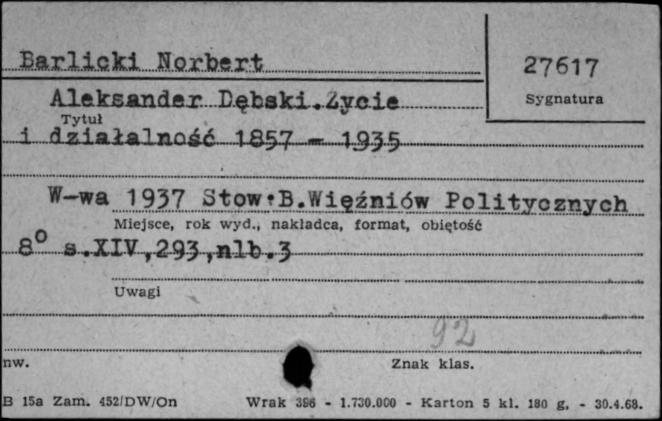 Barlicki Norbert
27617
Sygnatura
Aleksander Dębski.Życie
Tytuł
i działalność 1857 - 1935
W-wa 1937 Stow.B.Więźniów Politycznych
Miejsce, rok wyd., nakładca, format, objętość
8° s.XIV,293,nlb.3
Uwagi
92
nw.
Znak klas.
B 15a Zam. 452/DW/On Wrak 396 - 1.730.000 - Karton 5 kl. 180 g, - 30.4.68.